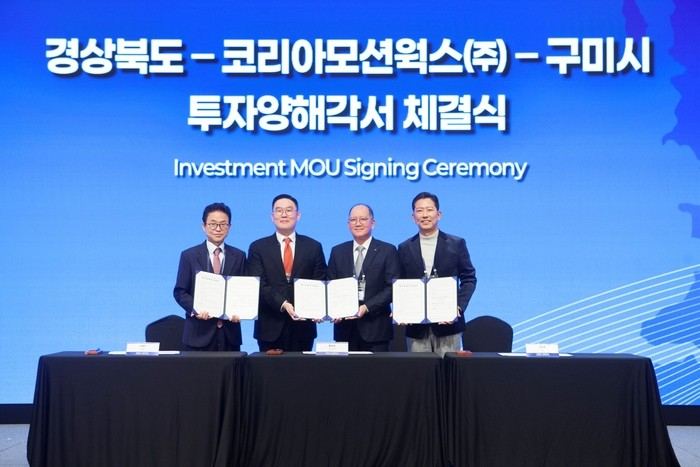 경상북도 – 코리아모션웍스(주) – 구미시
투자양해각서 체결식
Investment MOU Signing Ceremony